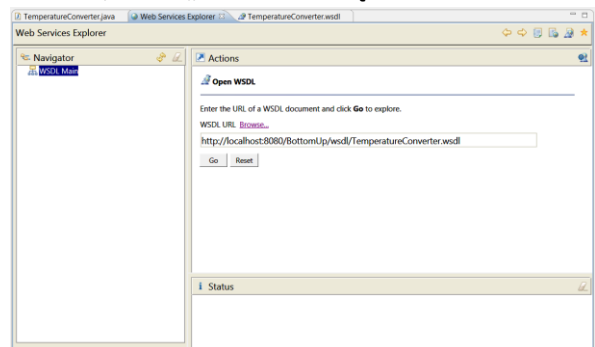 TemperatureConverter.java
Web Services Explorer
TemperatureConverter.wsdl
Web Services Explorer
Navigator
WSDL Main
Actions
Open WSDL
Enter the URL of a WSDL document and click Go to explore.
WSDL URL Browse...
http://localhost:8080/BottomUp/wsdl/TemperatureConverter.wsdl
Go Reset
Status